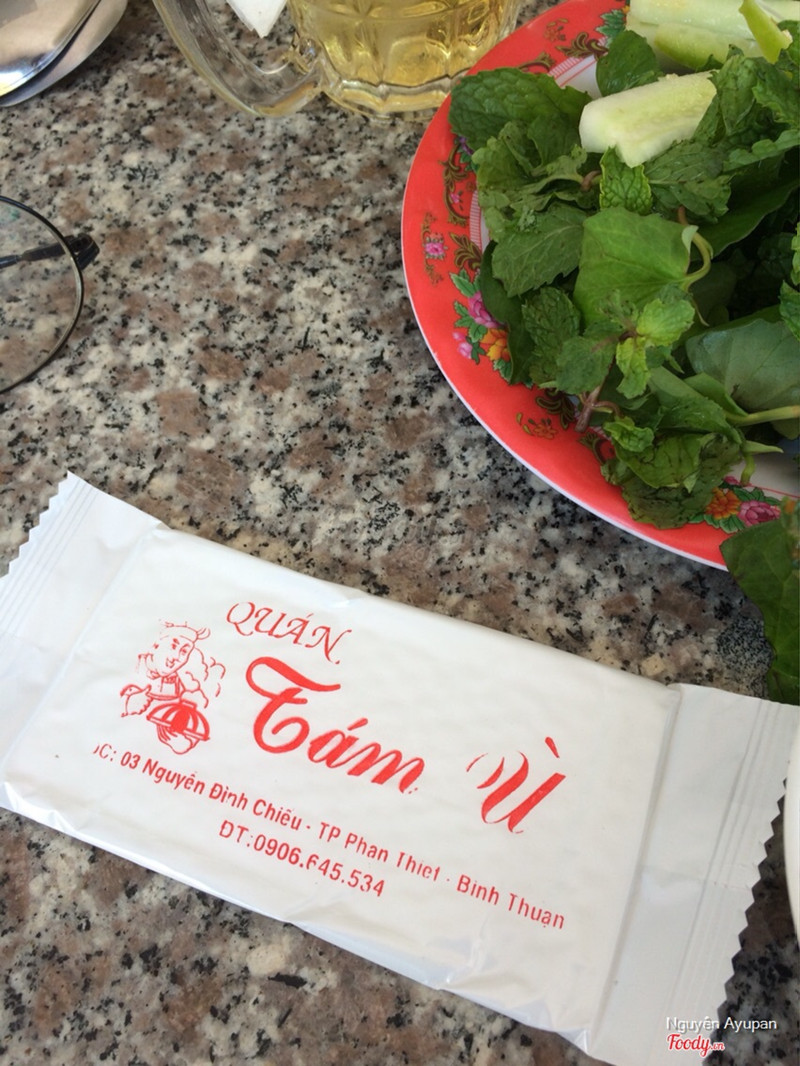 QUÁN
Tám Ù
ĐC: 03 Nguyễn Đình Chiểu - TP Phan Thiết - Bình Thuận
ĐT:0906.645.534
Nguyễn Ayupan
Foody.vn